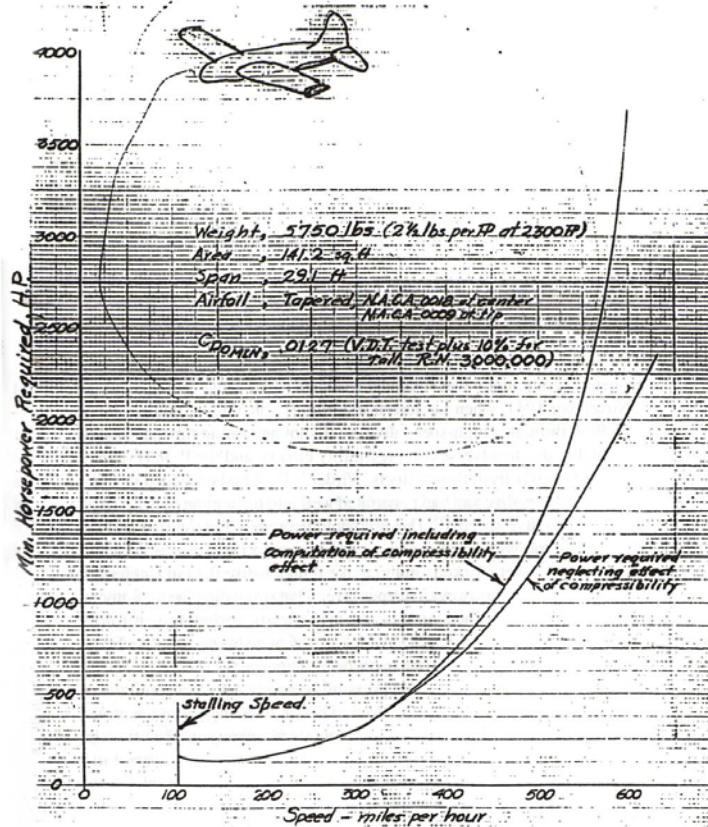 4000
3500
3000
2500
2000
1500
1000
500
0
Min. Horsepower Required, H.P.
Weight, 5750 lbs (2½ lbs. per HP at 2300 HP)
Area, 141.2 sq. ft
Span, 29.1 ft
Airfoil, Tapered, N.A.C.A. 0018 at center
N.A.C.A. 0009 at tip
CDOMIN, .0127 (V.D.T. test plus 10% for
tail. R.N. 3,000,000)
Power required including
computation of compressibility
effect
Power required
neglecting effect
of compressibility
Stalling Speed.
0 100 200 300 400 500 600
Speed - miles per hour